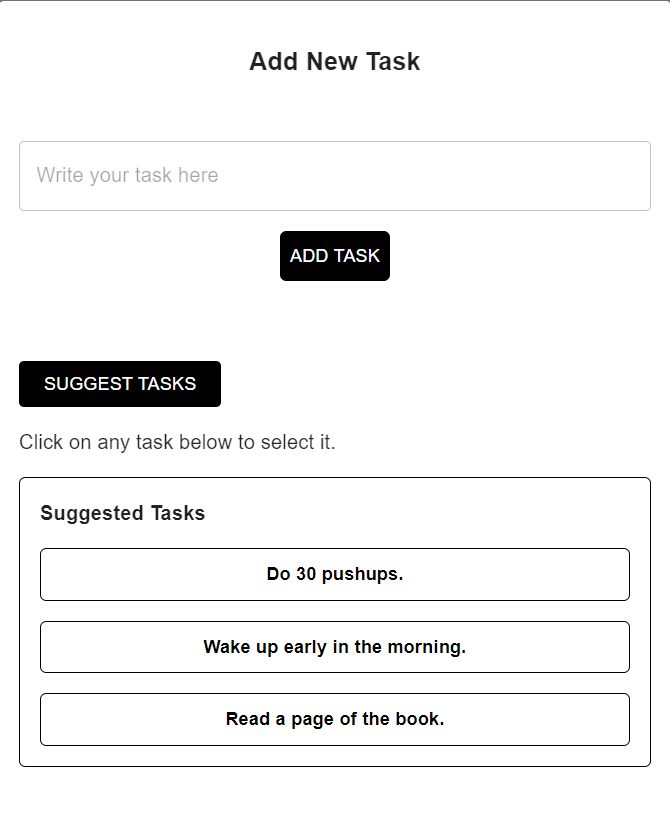 Add New Task
Write your task here
ADD TASK
SUGGEST TASKS
Click on any task below to select it.
Suggested Tasks
Do 30 pushups.
Wake up early in the morning.
Read a page of the book.